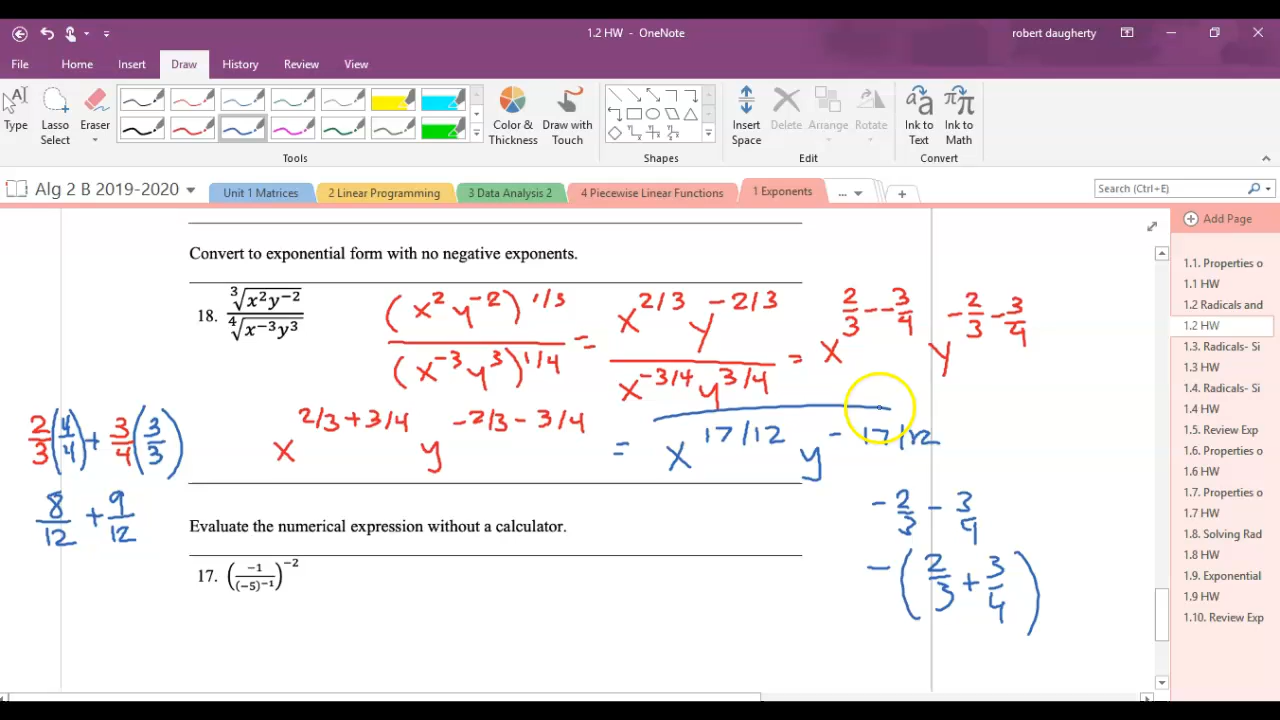 1.2 HW - OneNote
robert daugherty
File Home Insert Draw History Review View
Type
Lasso Select
Eraser
Color & Thickness
Draw with Touch
Insert Space
Delete
Arrange
Rotate
Ink to Text
Ink to Math
Tools
Shapes
Edit
Convert
Alg 2 B 2019-2020
Unit 1 Matrices
2 Linear Programming
3 Data Analysis 2
4 Piecewise Linear Functions
1 Exponents
...
+
Search (Ctrl+E)
Add Page
1.1. Properties o
1.1 HW
1.2 Radicals and
1.2 HW
1.3. Radicals- Si
1.3 HW
1.4. Radicals- Si
1.4 HW
1.5. Review Exp
1.6. Properties o
1.6 HW
1.7. Properties o
1.7 HW
1.8. Solving Rad
1.8 HW
1.9. Exponential
1.9 HW
1.10. Review Exp
Convert to exponential form with no negative exponents.
18. ∛(x²y⁻²) / ∜(x⁻³y³)
(x²y⁻²)^1/3 / (x⁻³y³)^1/4 = x^2/3 y^-2/3 / x^-3/4 y^3/4 = x^(2/3 - -3/4) y^(-2/3 - 3/4)
x^2/3+3/4 y^-2/3-3/4 = x^17/12 y^-17/12
2/3(4/4) + 3/4(3/3)
8/12 + 9/12
-2/3 - 3/4
-(2/3 + 3/4)
Evaluate the numerical expression without a calculator.
17. (-1/(-5)⁻¹)⁻²